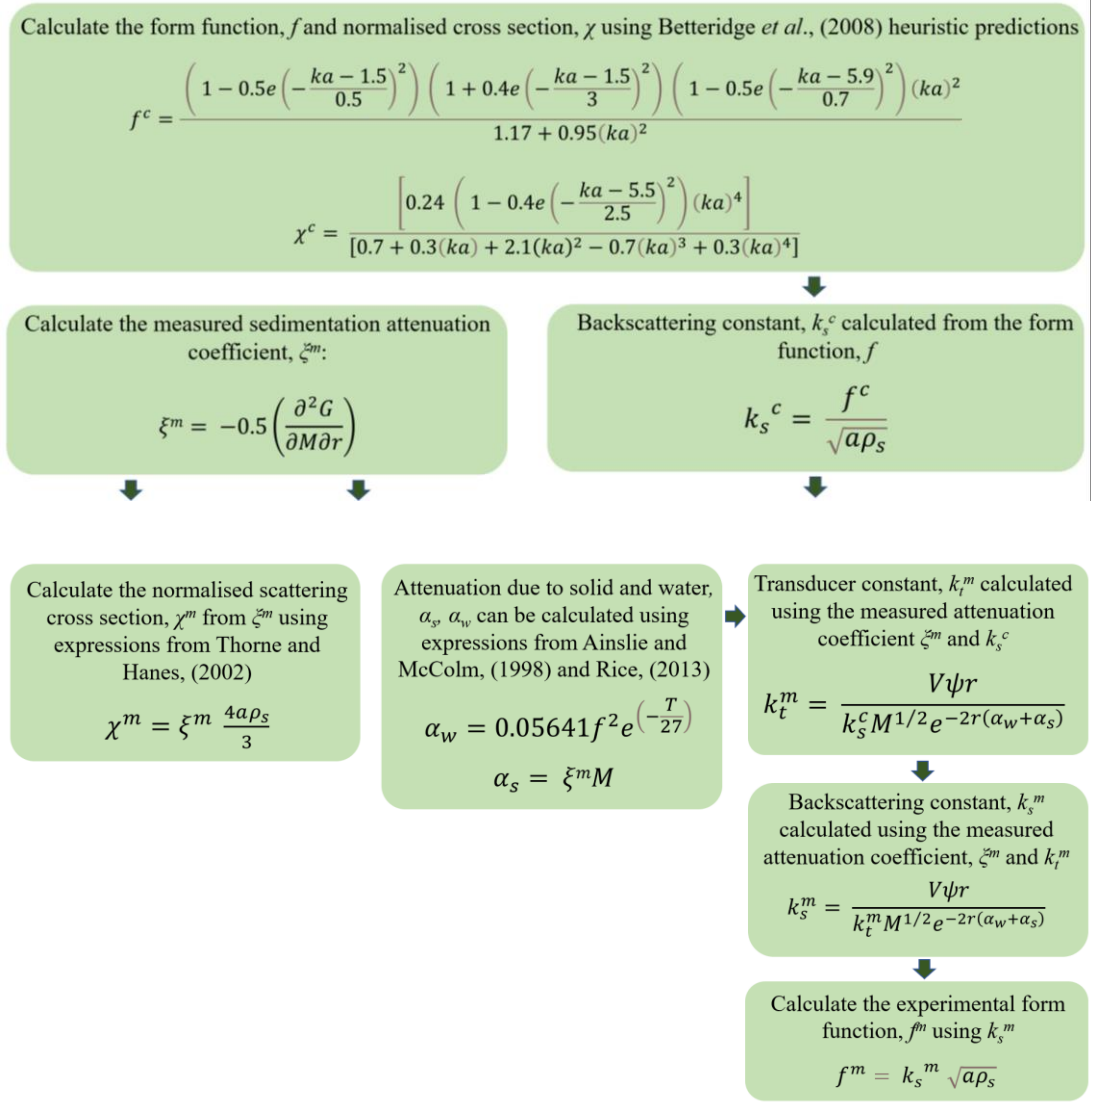 Calculate the form function, f and normalised cross section, χ using Betteridge et al., (2008) heuristic predictions
f^c = ((1 − 0.5e(−(ka − 1.5)/0.5)^2)(1 + 0.4e(−(ka − 1.5)/3)^2)(1 − 0.5e(−(ka − 5.9)/0.7)^2)(ka)^2)/(1.17 + 0.95(ka)^2)
χ^c = [0.24(1 − 0.4e(−(ka − 5.5)/2.5)^2)(ka)^4]/[0.7 + 0.3(ka) + 2.1(ka)^2 − 0.7(ka)^3 + 0.3(ka)^4]
Calculate the measured sedimentation attenuation
coefficient, ξ^m:
ξ^m = −0.5(∂^2G/∂M∂r)
Backscattering constant, k_s^c calculated from the form
function, f
k_s^c = f^c/√(aρ_s)
Calculate the normalised scattering
cross section, χ^m from ξ^m using
expressions from Thorne and
Hanes, (2002)
χ^m = ξ^m 4aρ_s/3
Attenuation due to solid and water,
α_s, α_w can be calculated using
expressions from Ainslie and
McColm, (1998) and Rice, (2013)
α_w = 0.05641f^2e^(−T/27)
α_s = ξ^mM
Transducer constant, k_t^m calculated
using the measured attenuation
coefficient ξ^m and k_s^c
k_t^m = Vψr/(k_s^cM^1/2e^−2r(α_w+α_s))
Backscattering constant, k_s^m
calculated using the measured
attenuation coefficient, ξ^m and k_t^m
k_s^m = Vψr/(k_t^mM^1/2e^−2r(α_w+α_s))
Calculate the experimental form
function, f^m using k_s^m
f^m = k_s^m √(aρ_s)